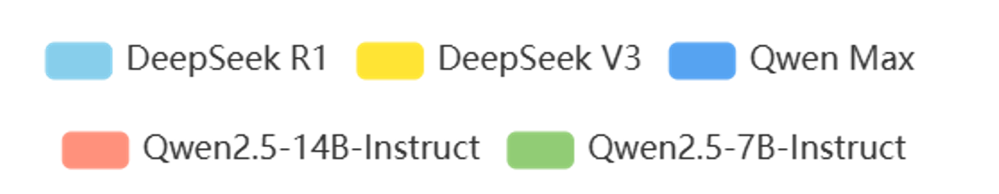 DeepSeek R1 DeepSeek V3 Qwen Max
Qwen2.5-14B-Instruct Qwen2.5-7B-Instruct